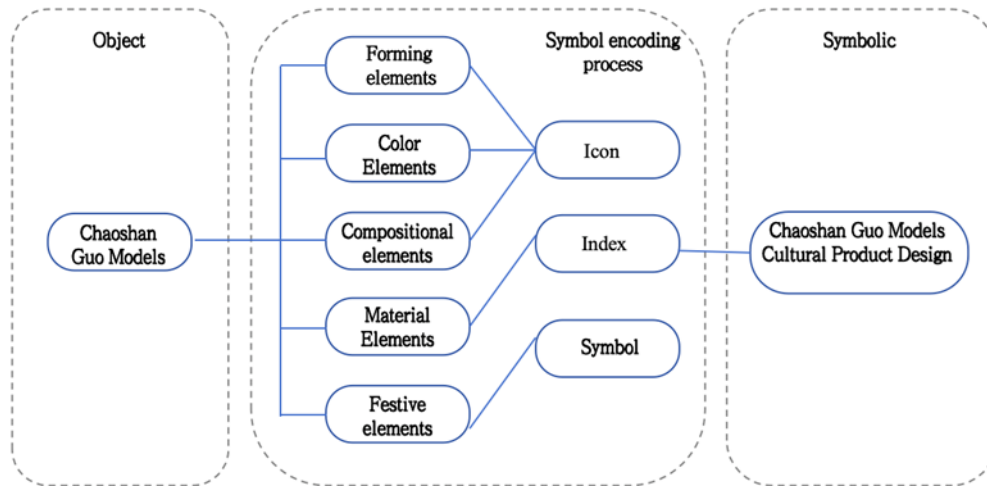 Object
Symbol encoding
process
Symbolic
Forming
elements
Color
Elements
Icon
Chaoshan
Guo Models
Compositional
elements
Index
Chaoshan Guo Models
Cultural Product Design
Material
Elements
Symbol
Festive
elements